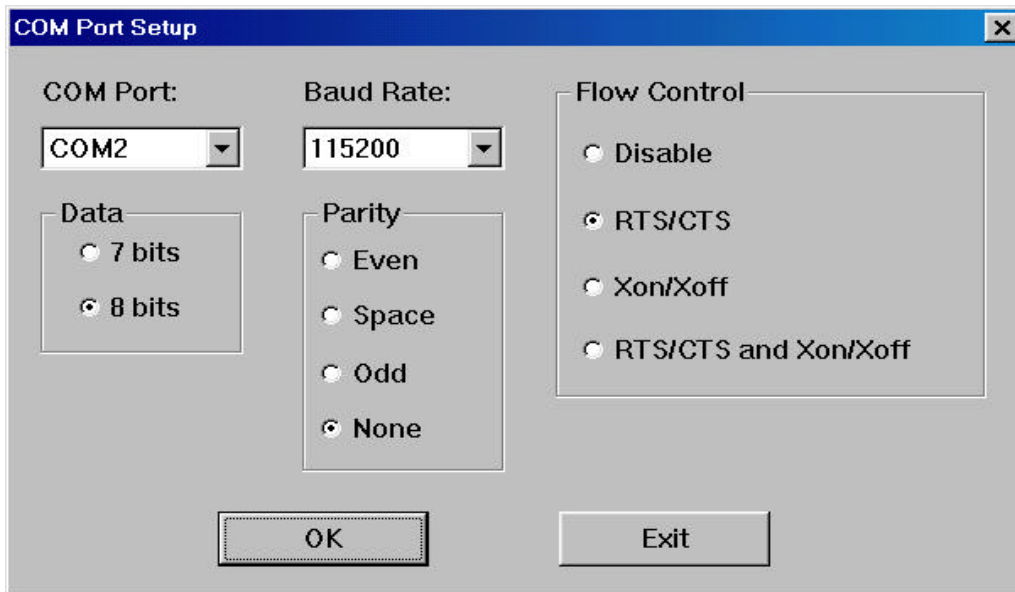 COM Port Setup
COM Port:
COM2
Baud Rate:
115200
Data
7 bits
8 bits
Parity
Even
Space
Odd
None
Flow Control
Disable
RTS/CTS
Xon/Xoff
RTS/CTS and Xon/Xoff
OK
Exit